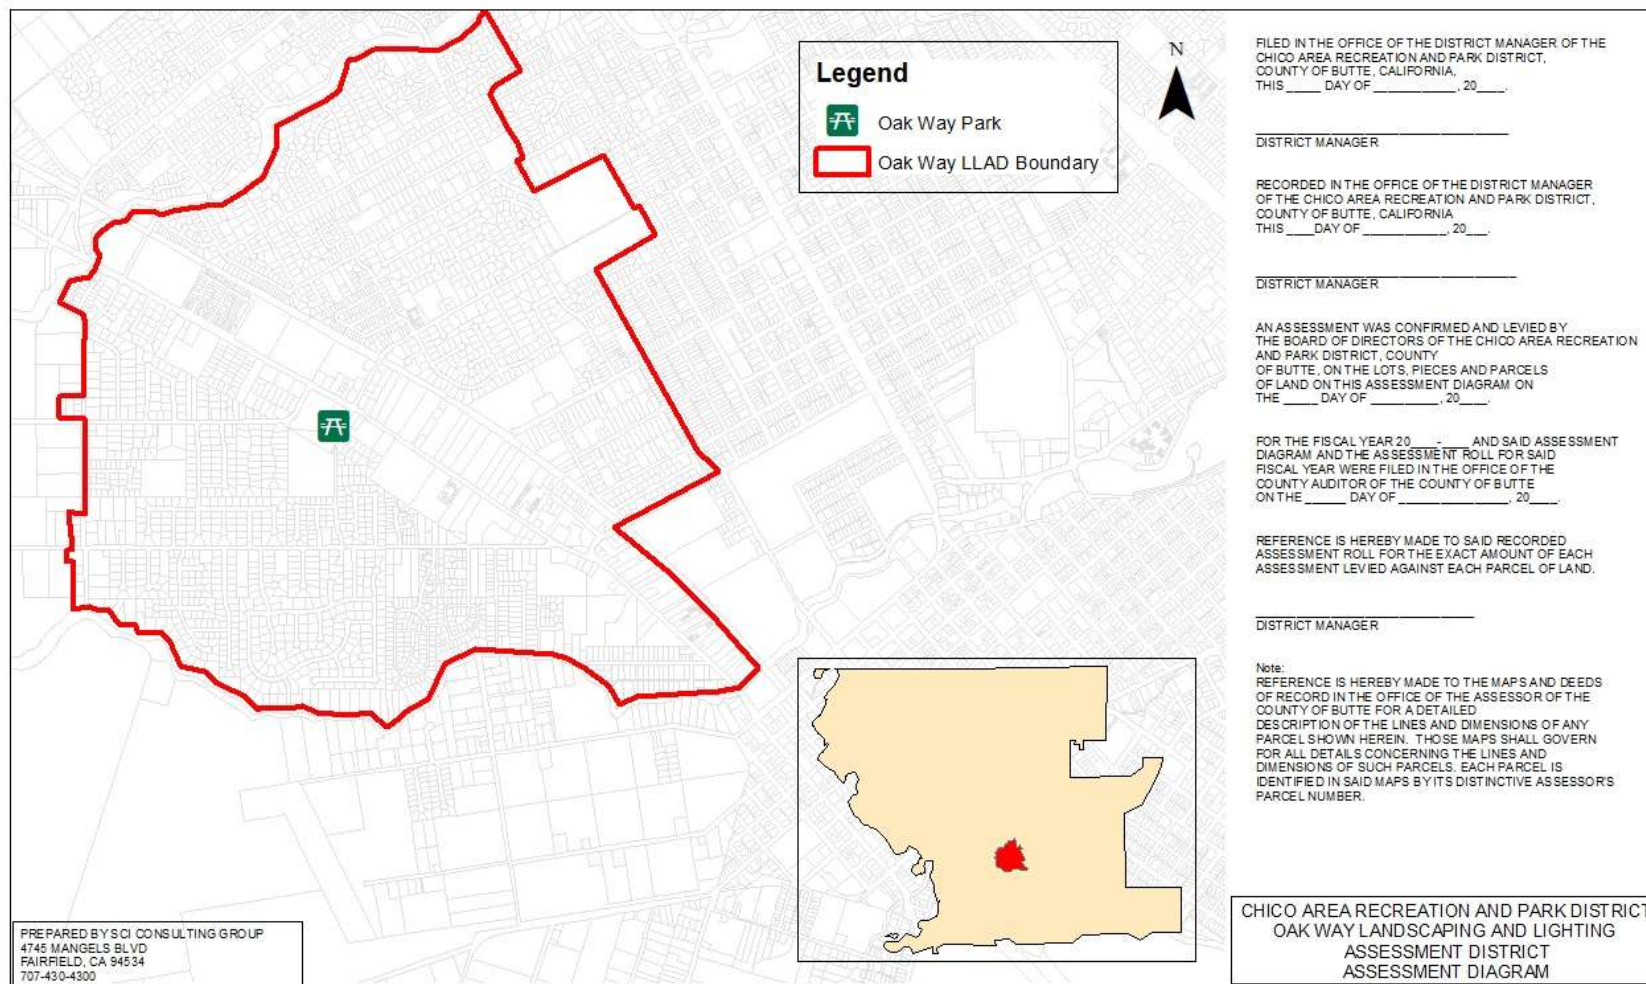 Legend
Oak Way Park
Oak Way LLAD Boundary
N
FILED IN THE OFFICE OF THE DISTRICT MANAGER OF THE
CHICO AREA RECREATION AND PARK DISTRICT,
COUNTY OF BUTTE, CALIFORNIA,
THIS _____ DAY OF ____________, 20____.
DISTRICT MANAGER
RECORDED IN THE OFFICE OF THE DISTRICT MANAGER
OF THE CHICO AREA RECREATION AND PARK DISTRICT,
COUNTY OF BUTTE, CALIFORNIA
THIS ____DAY OF ____________, 20___.
DISTRICT MANAGER
AN ASSESSMENT WAS CONFIRMED AND LEVIED BY
THE BOARD OF DIRECTORS OF THE CHICO AREA RECREATION
AND PARK DISTRICT, COUNTY
OF BUTTE, ON THE LOTS, PIECES AND PARCELS
OF LAND ON THIS ASSESSMENT DIAGRAM ON
THE _____ DAY OF __________, 20____.
FOR THE FISCAL YEAR 20____-____ AND SAID ASSESSMENT
DIAGRAM AND THE ASSESSMENT ROLL FOR SAID
FISCAL YEAR WERE FILED IN THE OFFICE OF THE
COUNTY AUDITOR OF THE COUNTY OF BUTTE
ON THE ______ DAY OF ________________, 20____.
REFERENCE IS HEREBY MADE TO SAID RECORDED
ASSESSMENT ROLL FOR THE EXACT AMOUNT OF EACH
ASSESSMENT LEVIED AGAINST EACH PARCEL OF LAND.
DISTRICT MANAGER
Note:
REFERENCE IS HEREBY MADE TO THE MAPS AND DEEDS
OF RECORD IN THE OFFICE OF THE ASSESSOR OF THE
COUNTY OF BUTTE FOR A DETAILED
DESCRIPTION OF THE LINES AND DIMENSIONS OF ANY
PARCEL SHOWN HEREIN. THOSE MAPS SHALL GOVERN
FOR ALL DETAILS CONCERNING THE LINES AND
DIMENSIONS OF SUCH PARCELS. EACH PARCEL IS
IDENTIFIED IN SAID MAPS BY ITS DISTINCTIVE ASSESSOR'S
PARCEL NUMBER.
PREPARED BY SCI CONSULTING GROUP
4745 MANGELS BLVD
FAIRFIELD, CA 94534
707-430-4300
CHICO AREA RECREATION AND PARK DISTRICT
OAK WAY LANDSCAPING AND LIGHTING
ASSESSMENT DISTRICT
ASSESSMENT DIAGRAM